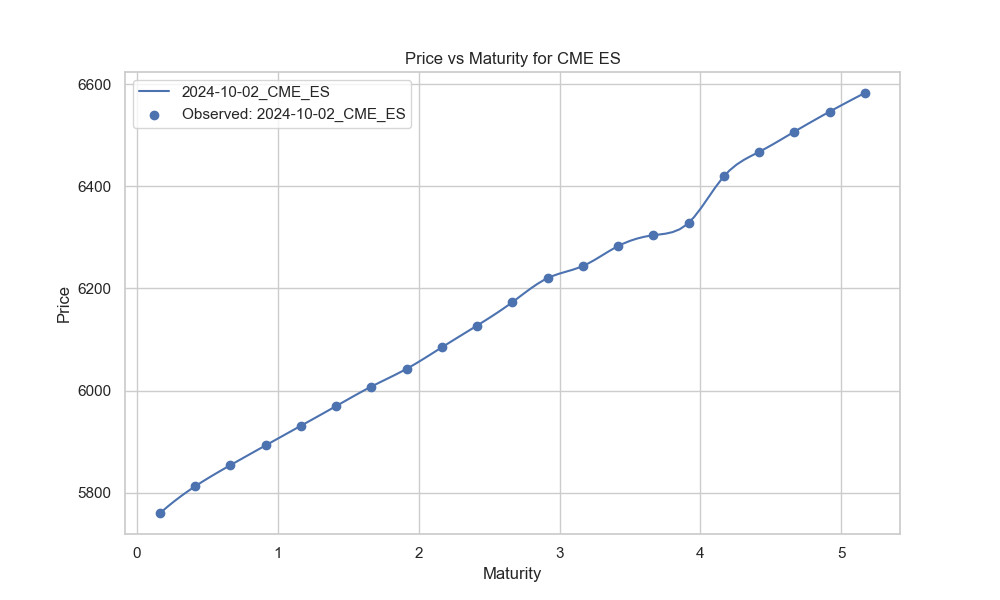 Price vs Maturity for CME ES
2024-10-02_CME_ES
Observed: 2024-10-02_CME_ES
6600
6400
6200
6000
5800
Price
0 1 2 3 4 5
Maturity